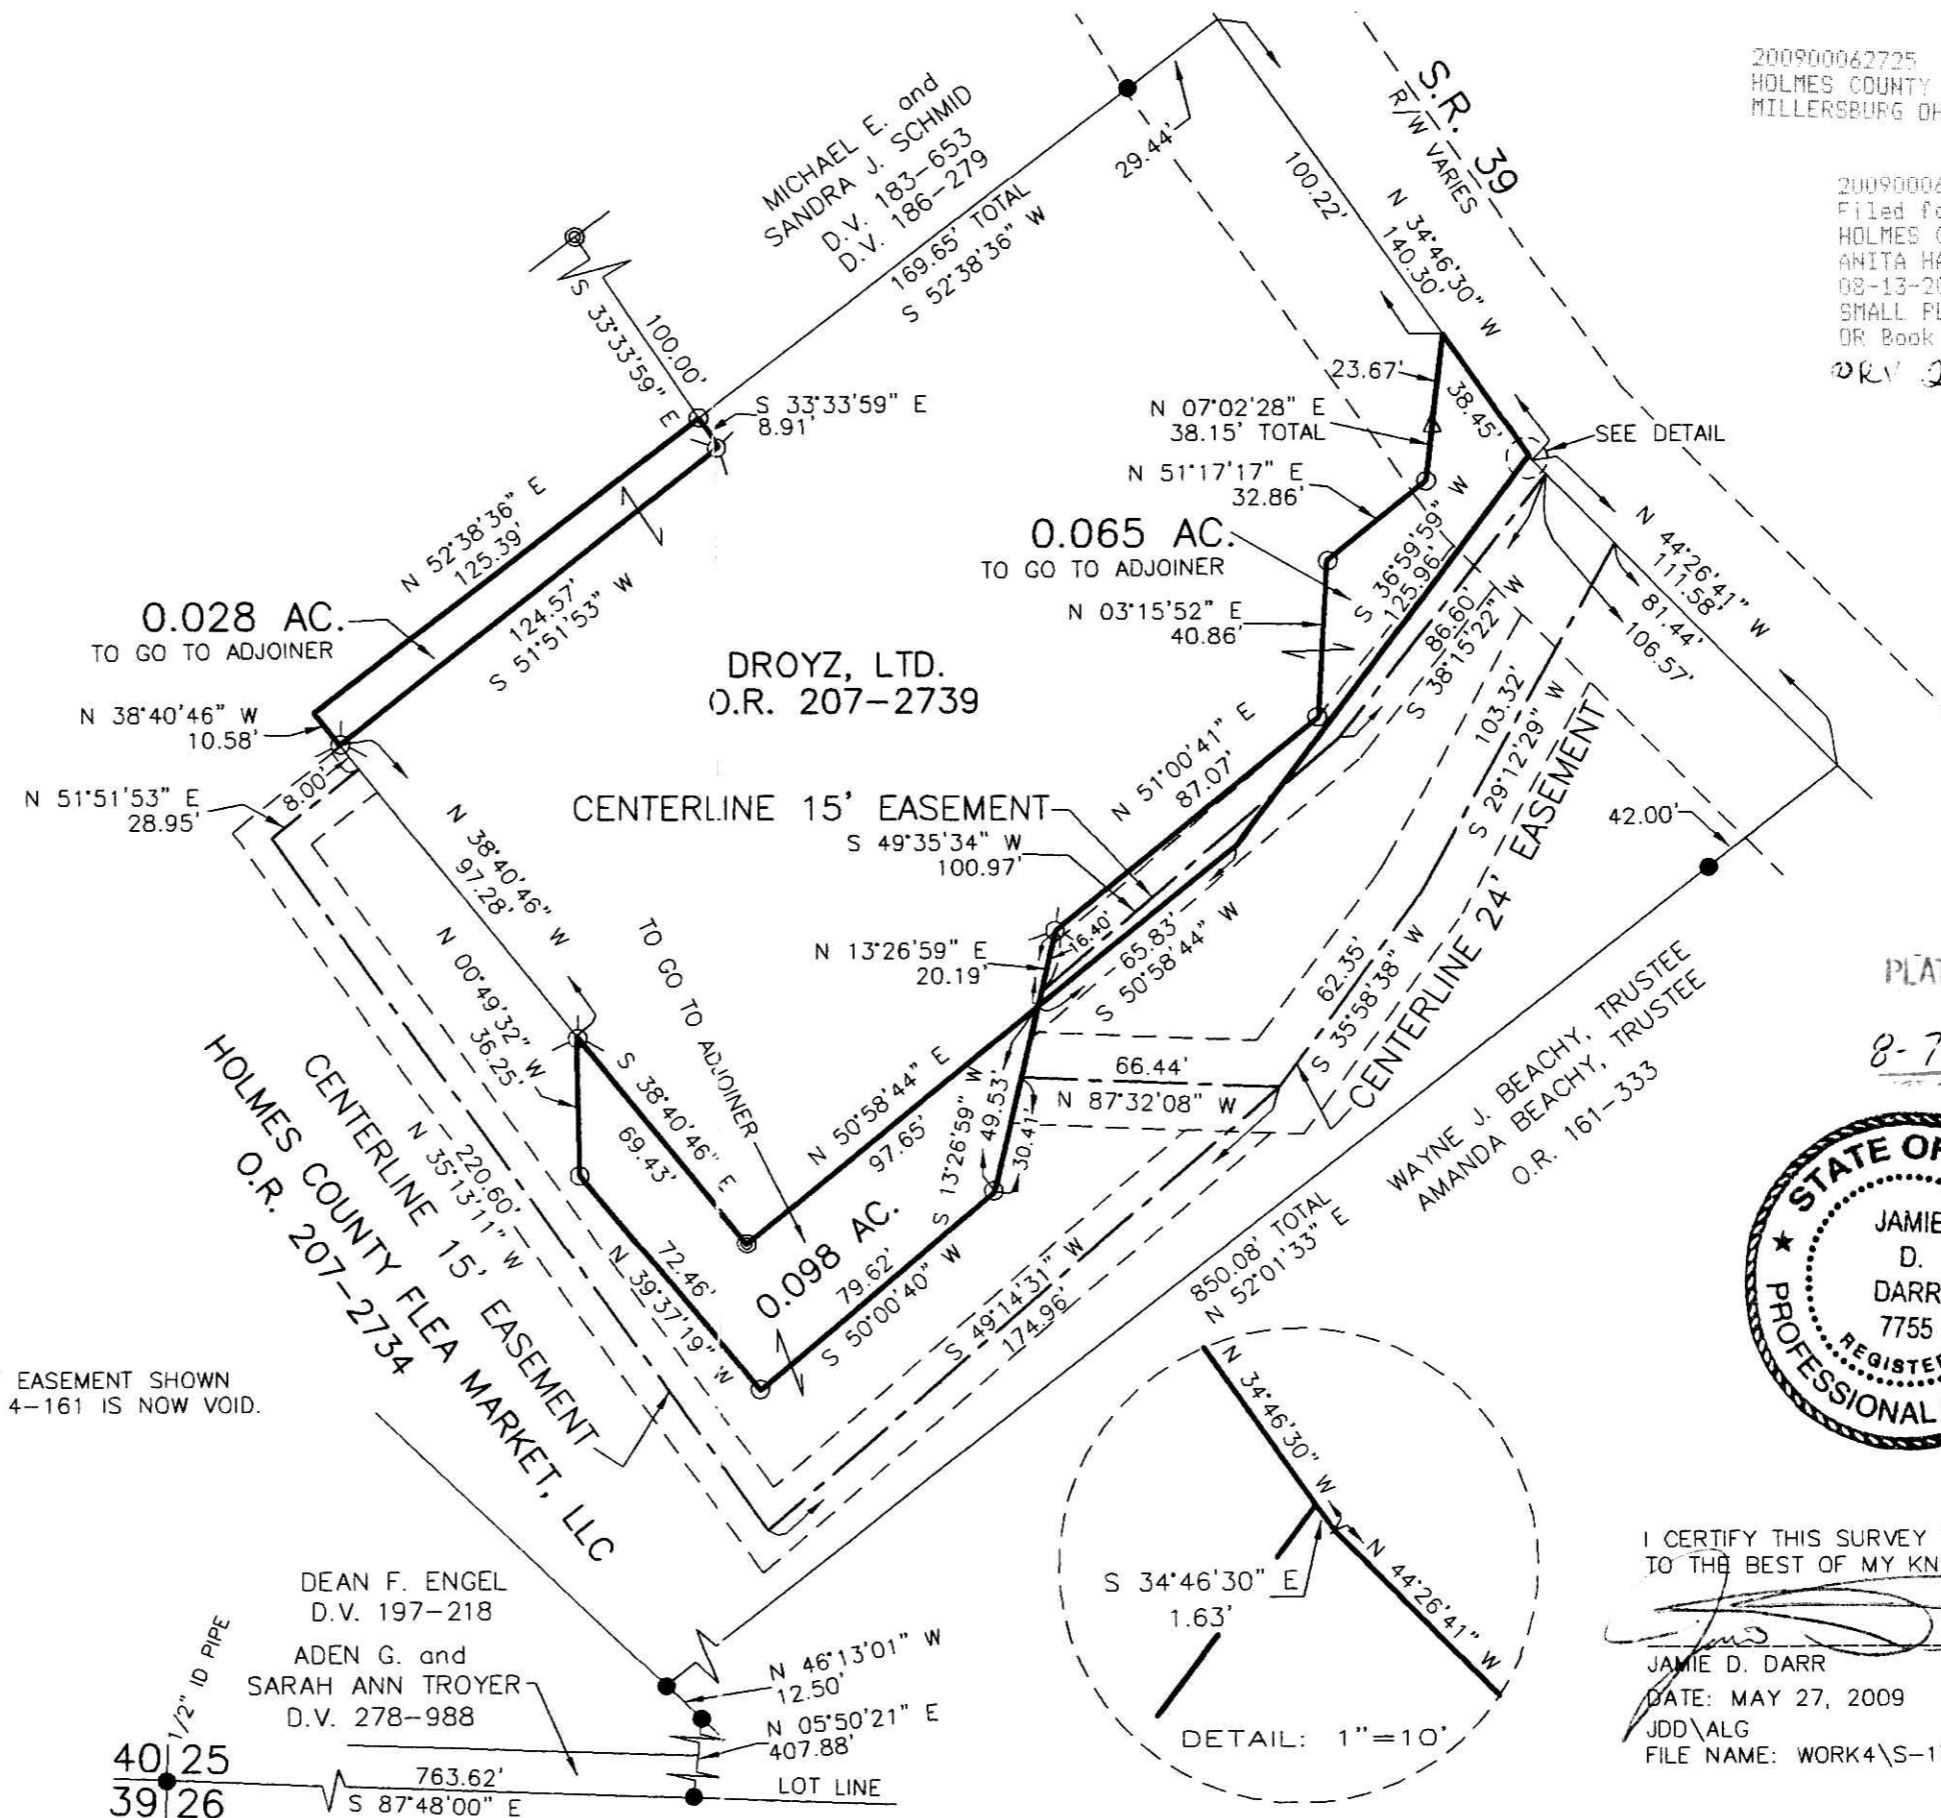 200900062725
HOLMES COUNTY
MILLERSBURG OH
Filed fo
HOLMES C
ANITA HA
08-13-20
SMALL PL
OR Book
MICHAEL E. and
SANDRA J. SCHMID
D.V. 183-653
D.V. 186-279
169.65' TOTAL
S 52°38'36" W
29.44'
S.R. 39
R/W VARIES
100.22'
N 34°46'30" W
140.30'
S 33°33'59" E
100.00'
S 33°33'59" E
8.91'
23.67'
38.45'
N 07°02'28" E
38.15' TOTAL
SEE DETAIL
N 51°17'17" E
32.86'
0.065 AC.
TO GO TO ADJOINER
N 03°15'52" E
40.86'
S 36°59'59" W
125.96'
86.60'
S 38°15'22" W
N 44°26'41" W
111.58'
81.44'
106.57'
N 52°38'36" E
125.39'
124.57'
S 51°51'53" W
0.028 AC.
TO GO TO ADJOINER
N 38°40'46" W
10.58'
DROYZ, LTD.
O.R. 207-2739
N 51°51'53" E
28.95'
8.00'
N 38°40'46" W
97.28'
CENTERLINE 15' EASEMENT
S 49°35'34" W
100.97'
N 51°00'41" E
87.07'
103.32'
S 29°12'29" W
CENTERLINE 24' EASEMENT
42.00'
N 13°26'59" E
20.19'
16.40'
65.83'
S 50°58'44" W
62.35'
S 35°58'38" W
TO GO TO ADJOINER
N 00°49'32" W
36.25'
S 38°40'46" E
69.43'
N 50°58'44" E
97.65'
S 13°26'59" W
49.53'
30.41'
66.44'
N 87°32'08" W
WAYNE J. BEACHY, TRUSTEE
AMANDA BEACHY, TRUSTEE
O.R. 161-333
PLAT
8-7
HOLMES COUNTY FLEA MARKET, LLC
O.R. 207-2734
CENTERLINE 15' EASEMENT
220.60'
N 35°13'11" W
72.46'
N 39°37'19" W
0.098 AC.
79.62'
S 50°00'40" W
S 49°14'31" W
174.96'
850.08' TOTAL
N 52°01'33" E
STATE OF
JAMIE
D.
DARR
7755
REGISTE
PROFESSIONAL
EASEMENT SHOWN
4-161 IS NOW VOID.
N 34°46'30" W
S 34°46'30" E
1.63'
N 44°26'41" W
DETAIL: 1"=10'
DEAN F. ENGEL
D.V. 197-218
ADEN G. and
SARAH ANN TROYER
D.V. 278-988
1/2" ID PIPE
N 46°13'01" W
12.50'
N 05°50'21" E
407.88'
40 25
39 26
763.62'
S 87°48'00" E
LOT LINE
I CERTIFY THIS SURVEY
TO THE BEST OF MY KN
JAMIE D. DARR
DATE: MAY 27, 2009
JDD\ALG
FILE NAME: WORK4\S-1